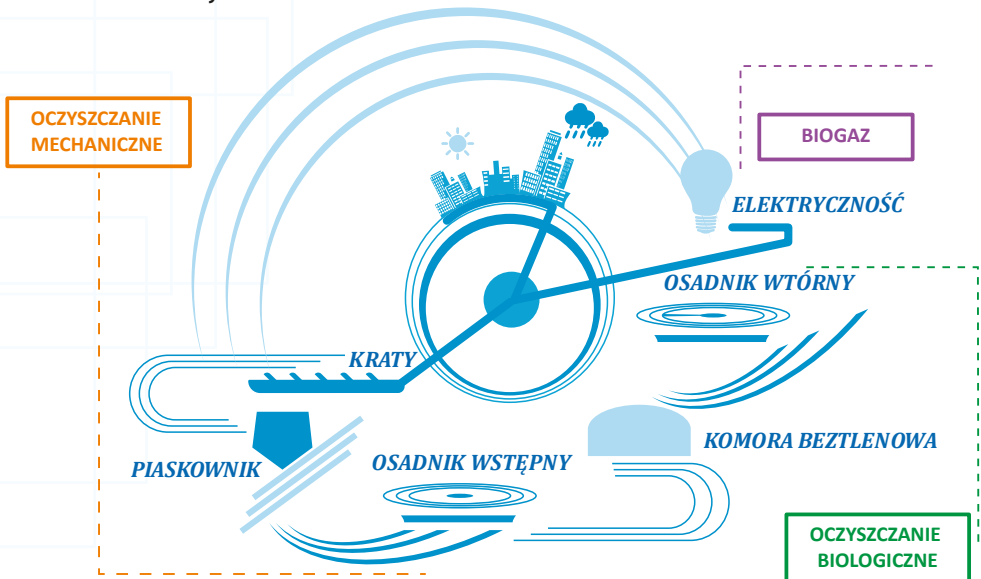 OCZYSZCZANIE
MECHANICZNE
BIOGAZ
ELEKTRYCZNOŚĆ
OSADNIK WTÓRNY
KRATY
KOMORA BEZTLENOWA
PIASKOWNIK
OSADNIK WSTĘPNY
OCZYSZCZANIE
BIOLOGICZNE